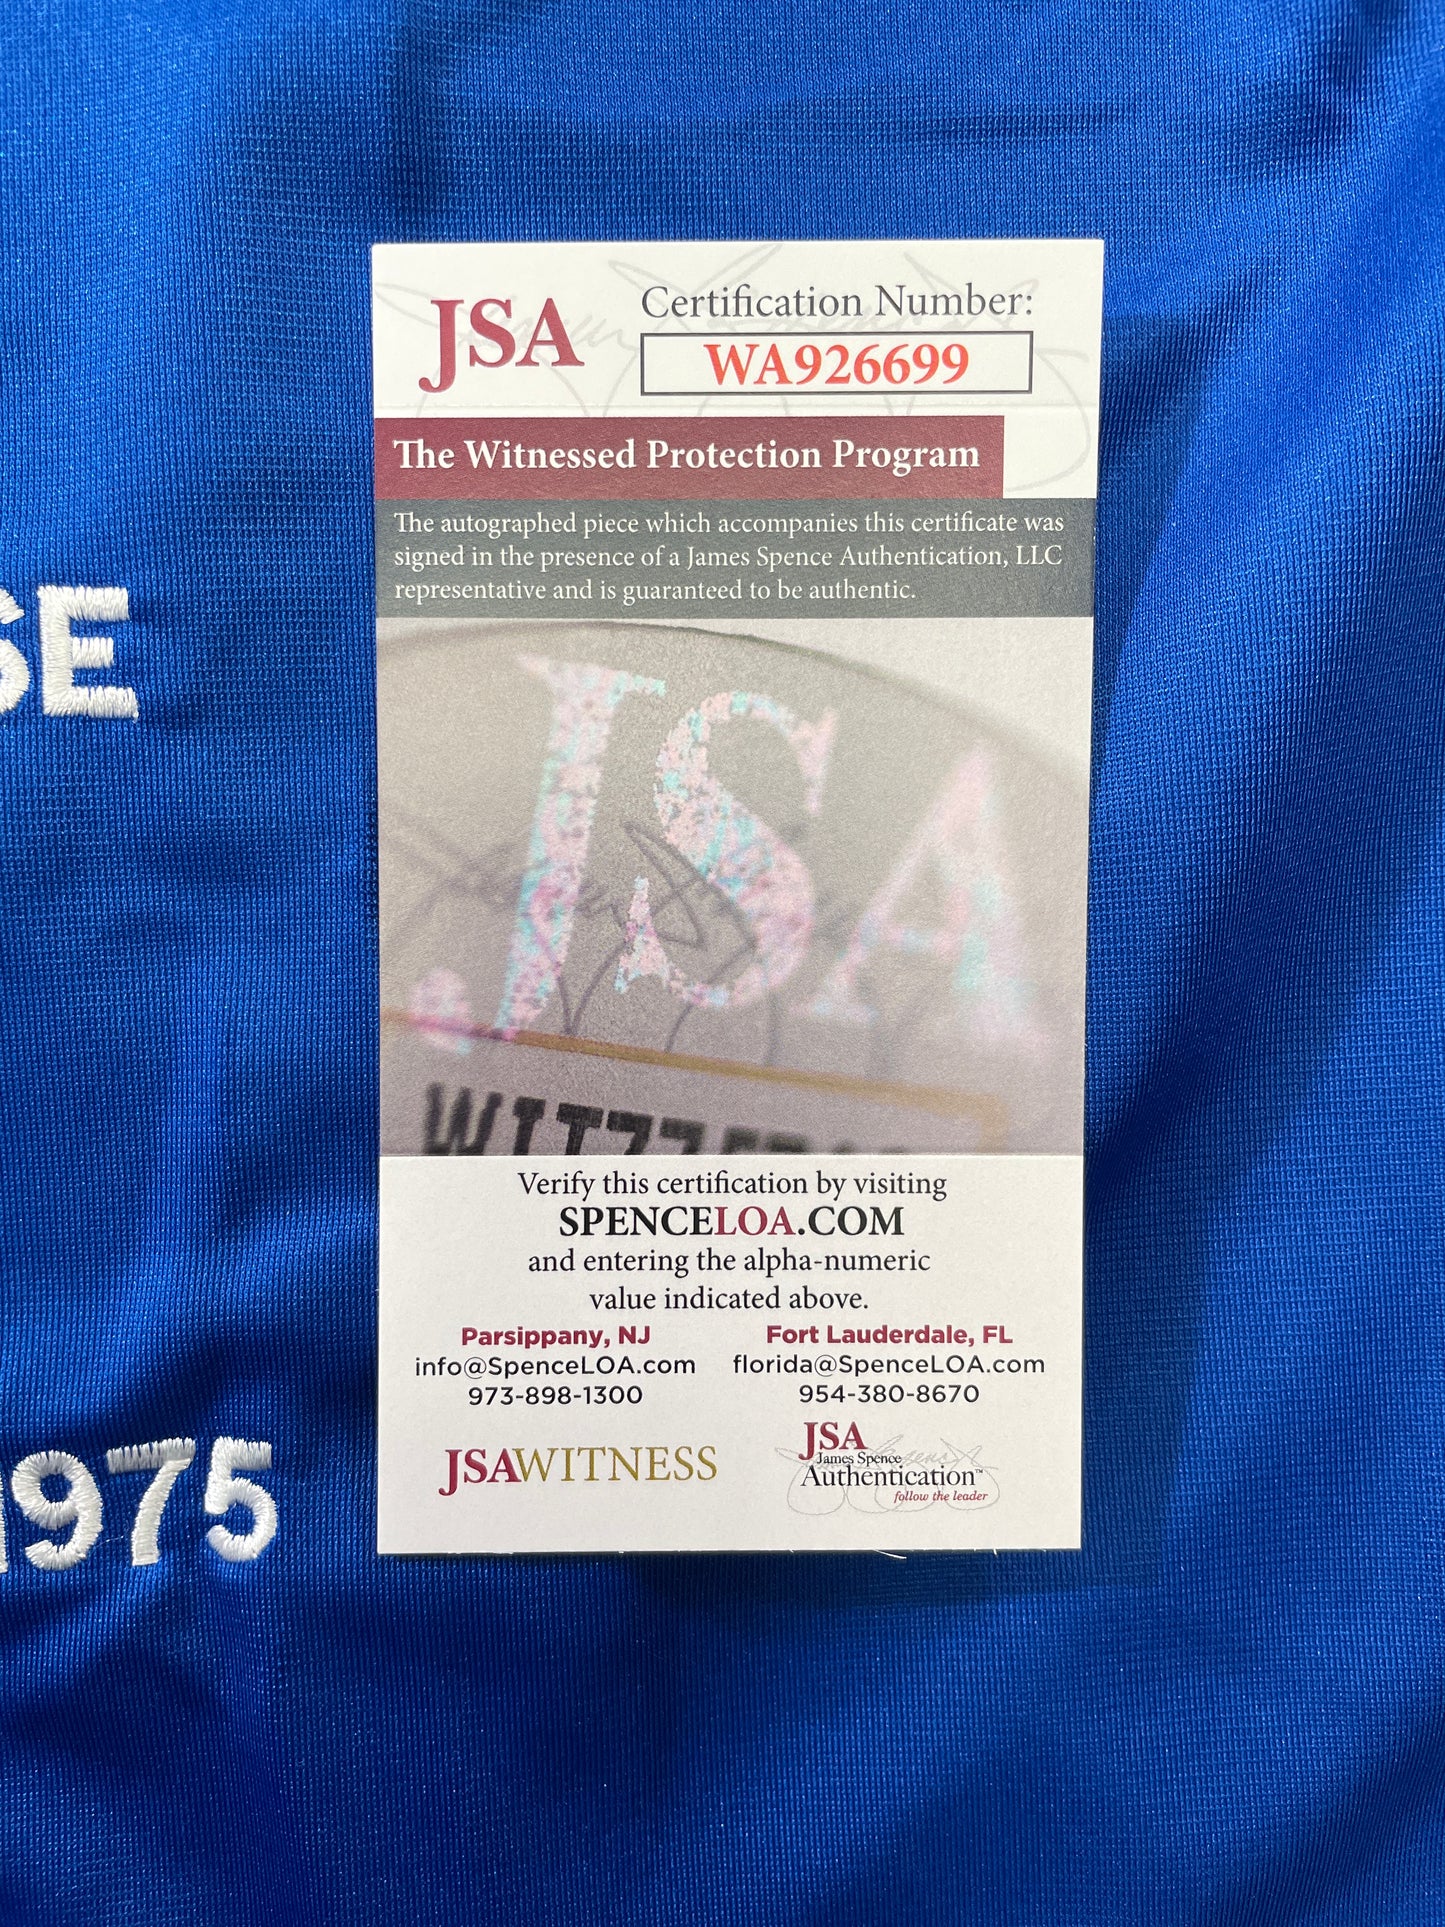 JSA
Certification Number:
WA926699
The Witnessed Protection Program
The autographed piece which accompanies this certificate was
signed in the presence of a James Spence Authentication, LLC
representative and is guaranteed to be authentic.
SE
JSA
Verify this certification by visiting
SPENCELOA.COM
and entering the alpha-numeric
value indicated above.
Parsippany, NJ
info@SpenceLOA.com
973-898-1300
Fort Lauderdale, FL
florida@SpenceLOA.com
954-380-8670
JSAWITNESS
JSA
James Spence
Authentication™
follow the leader
1975